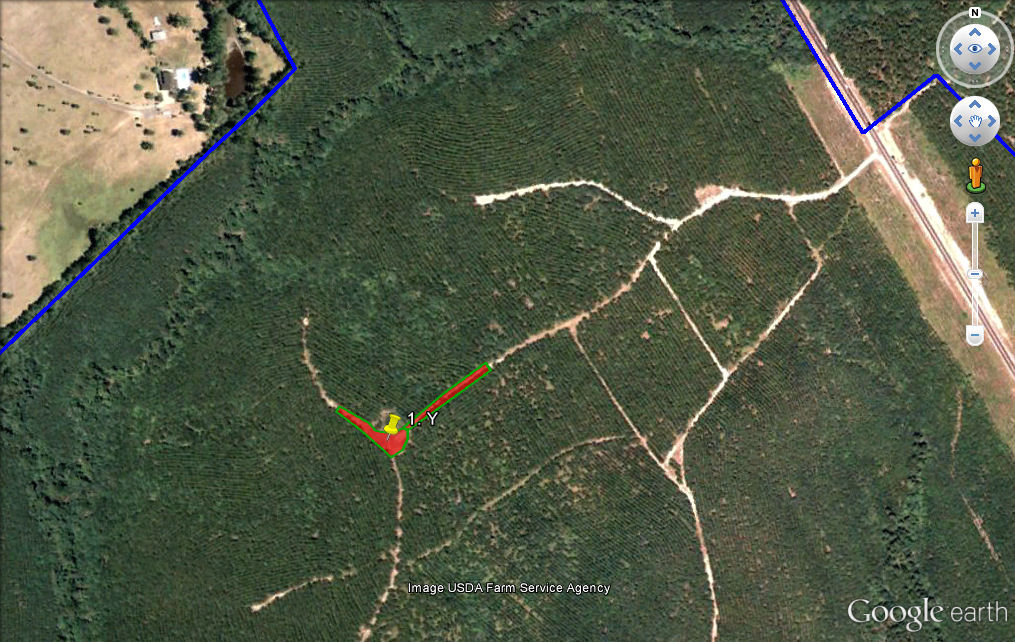 N
1. Y
Image USDA Farm Service Agency
Google earth